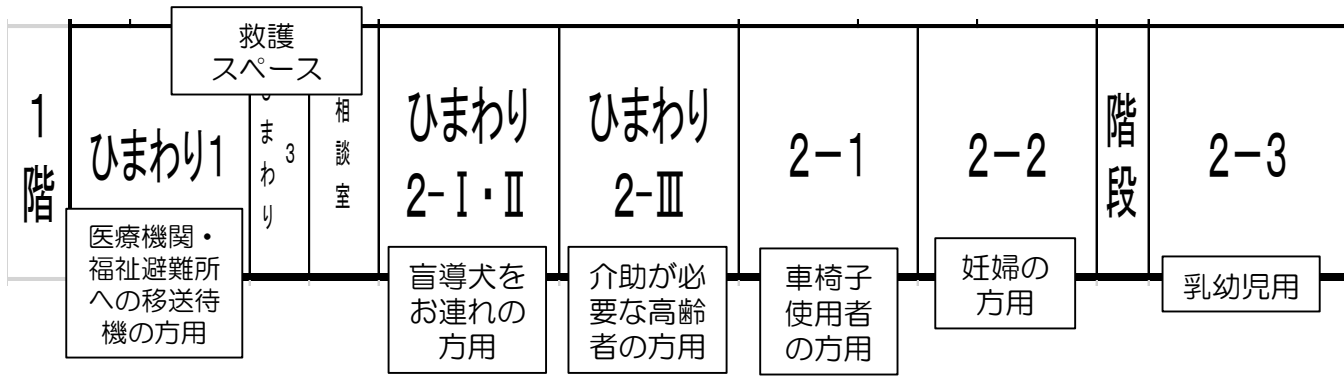 救護
スペース
1
階
ひまわり1
ひまわり
3
相
談
室
ひまわり
2-Ⅰ・Ⅱ
ひまわり
2-Ⅲ
2-1
2-2
階
段
2-3
医療機関・
福祉避難所
への移送待
機の方用
盲導犬を
お連れの
方用
介助が必
要な高齢
者の方用
車椅子
使用者
の方用
妊婦の
方用
乳幼児用